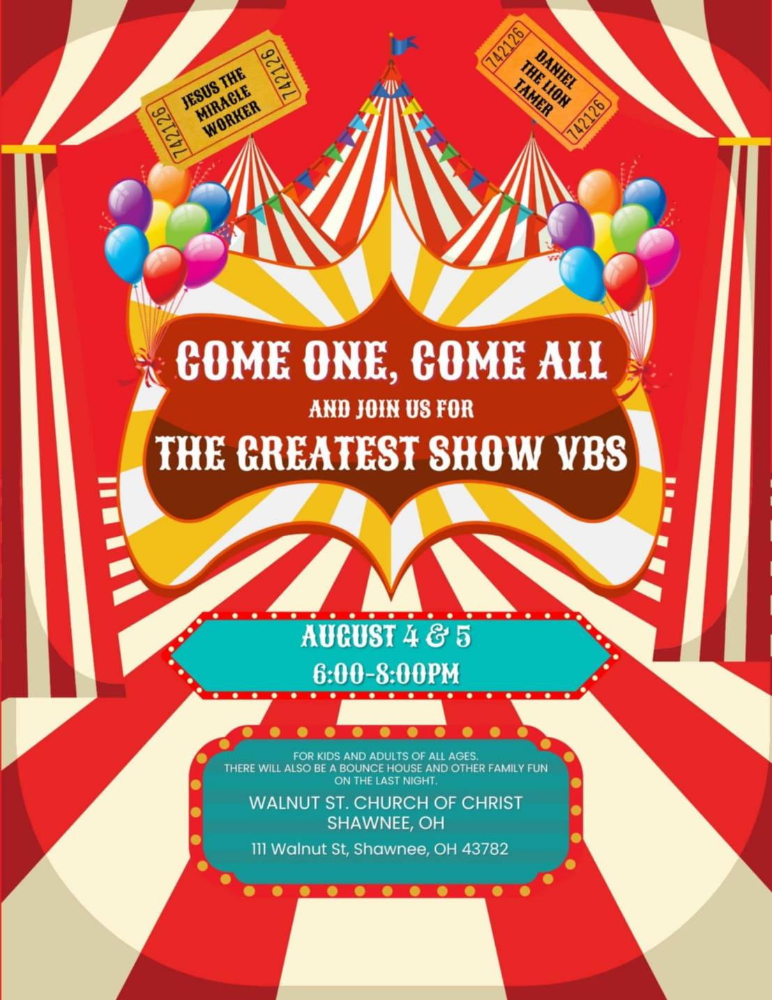 742126
JESUS THE
MIRACLE
WORKER
742126
742126
DANIEL
THE LION
TAMER
742126
COME ONE, COME ALL
AND JOIN US FOR
THE GREATEST SHOW VBS
AUGUST 4 & 5
6:00-8:00PM
FOR KIDS AND ADULTS OF ALL AGES.
THERE WILL ALSO BE A BOUNCE HOUSE AND OTHER FAMILY FUN
ON THE LAST NIGHT.
WALNUT ST. CHURCH OF CHRIST
SHAWNEE, OH
111 Walnut St, Shawnee, OH 43782